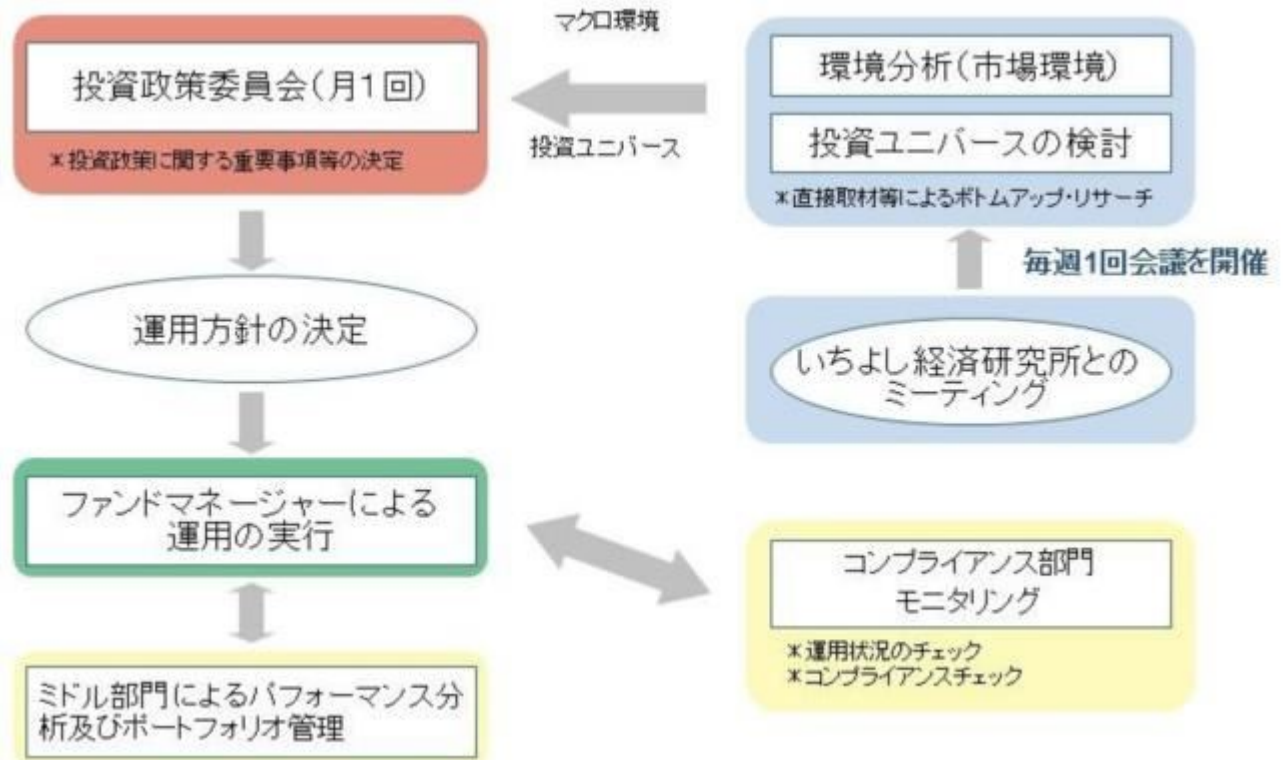 マクロ環境
投資政策委員会(月1回)
*投資政策に関する重要事項等の決定
投資ユニバース
環境分析(市場環境)
投資ユニバースの検討
*直接取材等によるボトムアップ・リサーチ
毎週1回会議を開催
いちよし経済研究所との
ミーティング
運用方針の決定
ファンドマネージャーによる
運用の実行
コンプライアンス部門
モニタリング
*運用状況のチェック
*コンプライアンスチェック
ミドル部門によるパフォーマンス分
析及びポートフォリオ管理